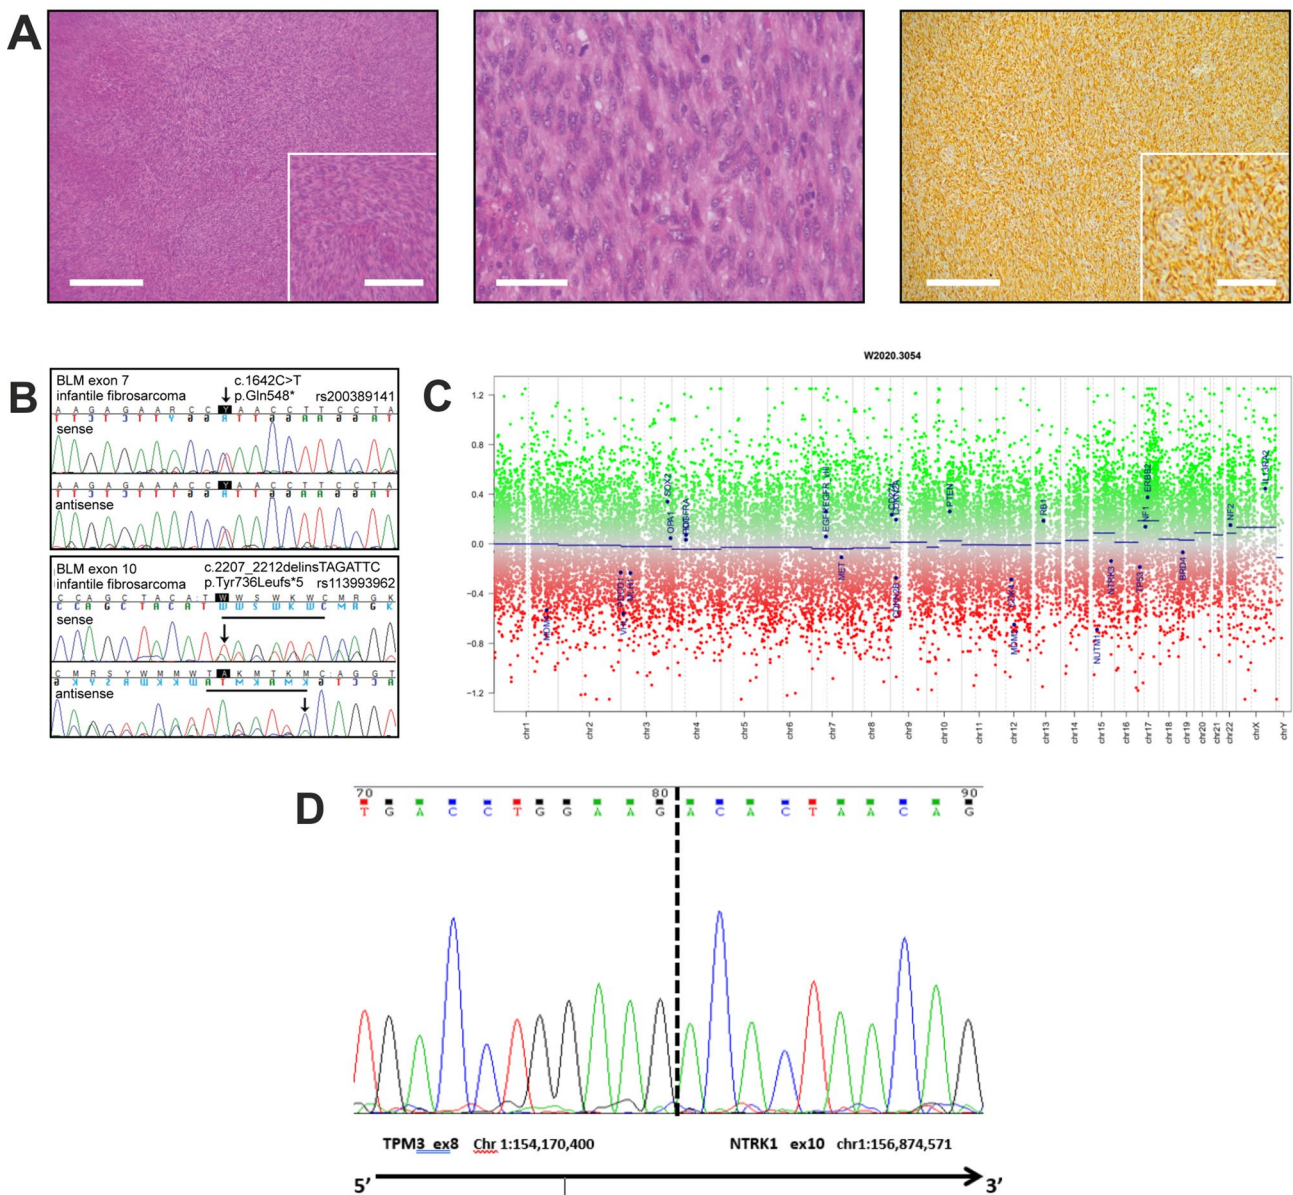 A
B
BLM exon 7
c.1642C>T
infantile fibrosarcoma
p.Gln548*
rs200389141
A A G A G A A R C C Y A A C C T T C C T A
sense
A A G A G A A A C C Y A A C C T T C C T A
antisense
BLM exon 10
c.2207_2212delinsTAGATTC
infantile fibrosarcoma
p.Tyr736Leufs*5
rs113993962
C C A G C T A C A T W W S W K W C M R G K
sense
C M R S Y W M M W T A K M T K M C A G G T
antisense
C
W2020.3054
1.2
0.8
0.4
0.0
-0.4
-0.8
-1.2
SOX2
OPA1
MET
PTEN
RB1
CDK4
MDM2
NUTM1
NTRK3
TP53
NF1
ERBB2
BRD4
NF2
chr1
chr2
chr3
chr4
chr5
chr6
chr7
chr8
chr9
chr10
chr11
chr12
chr13
chr14
chr15
chr16
chr17
chr18
chr19
chr20
chr21
chr22
chrX
chrY
D
70 80 90
T G A C C T G G A A G A C A C T A A C A G
TPM3 ex8 Chr 1:154,170,400
NTRK1 ex10 chr1:156,874,571
5’ 3’